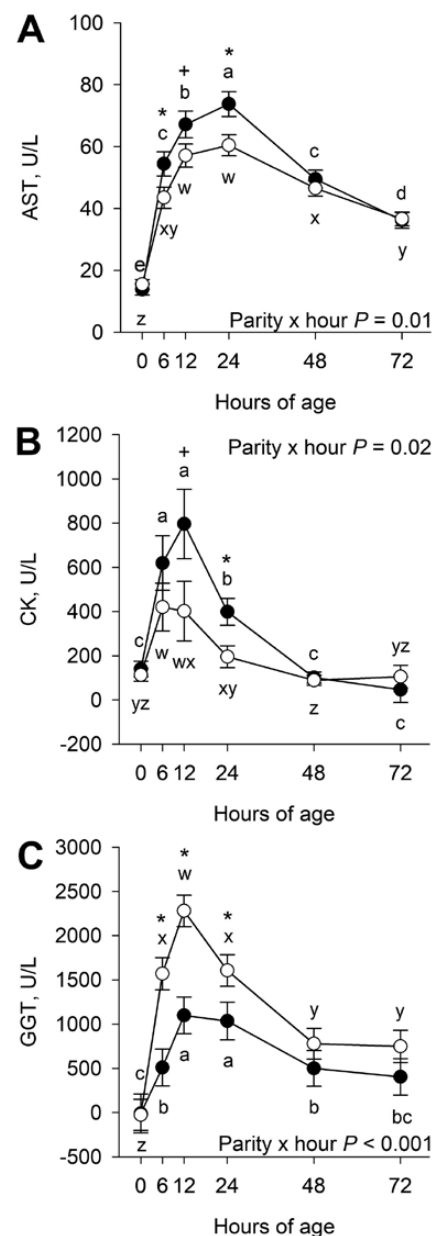 A
100
80
60
40
20
0
AST, U/L
* + *
c b a c d
e
xy w w x y
z
Parity x hour P = 0.01
0 6 12 24 48 72
Hours of age
B
1200
1000
800
600
400
200
0
-200
CK, U/L
Parity x hour P = 0.02
+
a a
*
b
c c yz
yz w wx xy z c
0 6 12 24 48 72
Hours of age
C
3000
2500
2000
1500
1000
500
0
-500
GGT, U/L
*
w
* *
x x
y y
c
a a
b b bc
z
Parity x hour P < 0.001
0 6 12 24 48 72
Hours of age